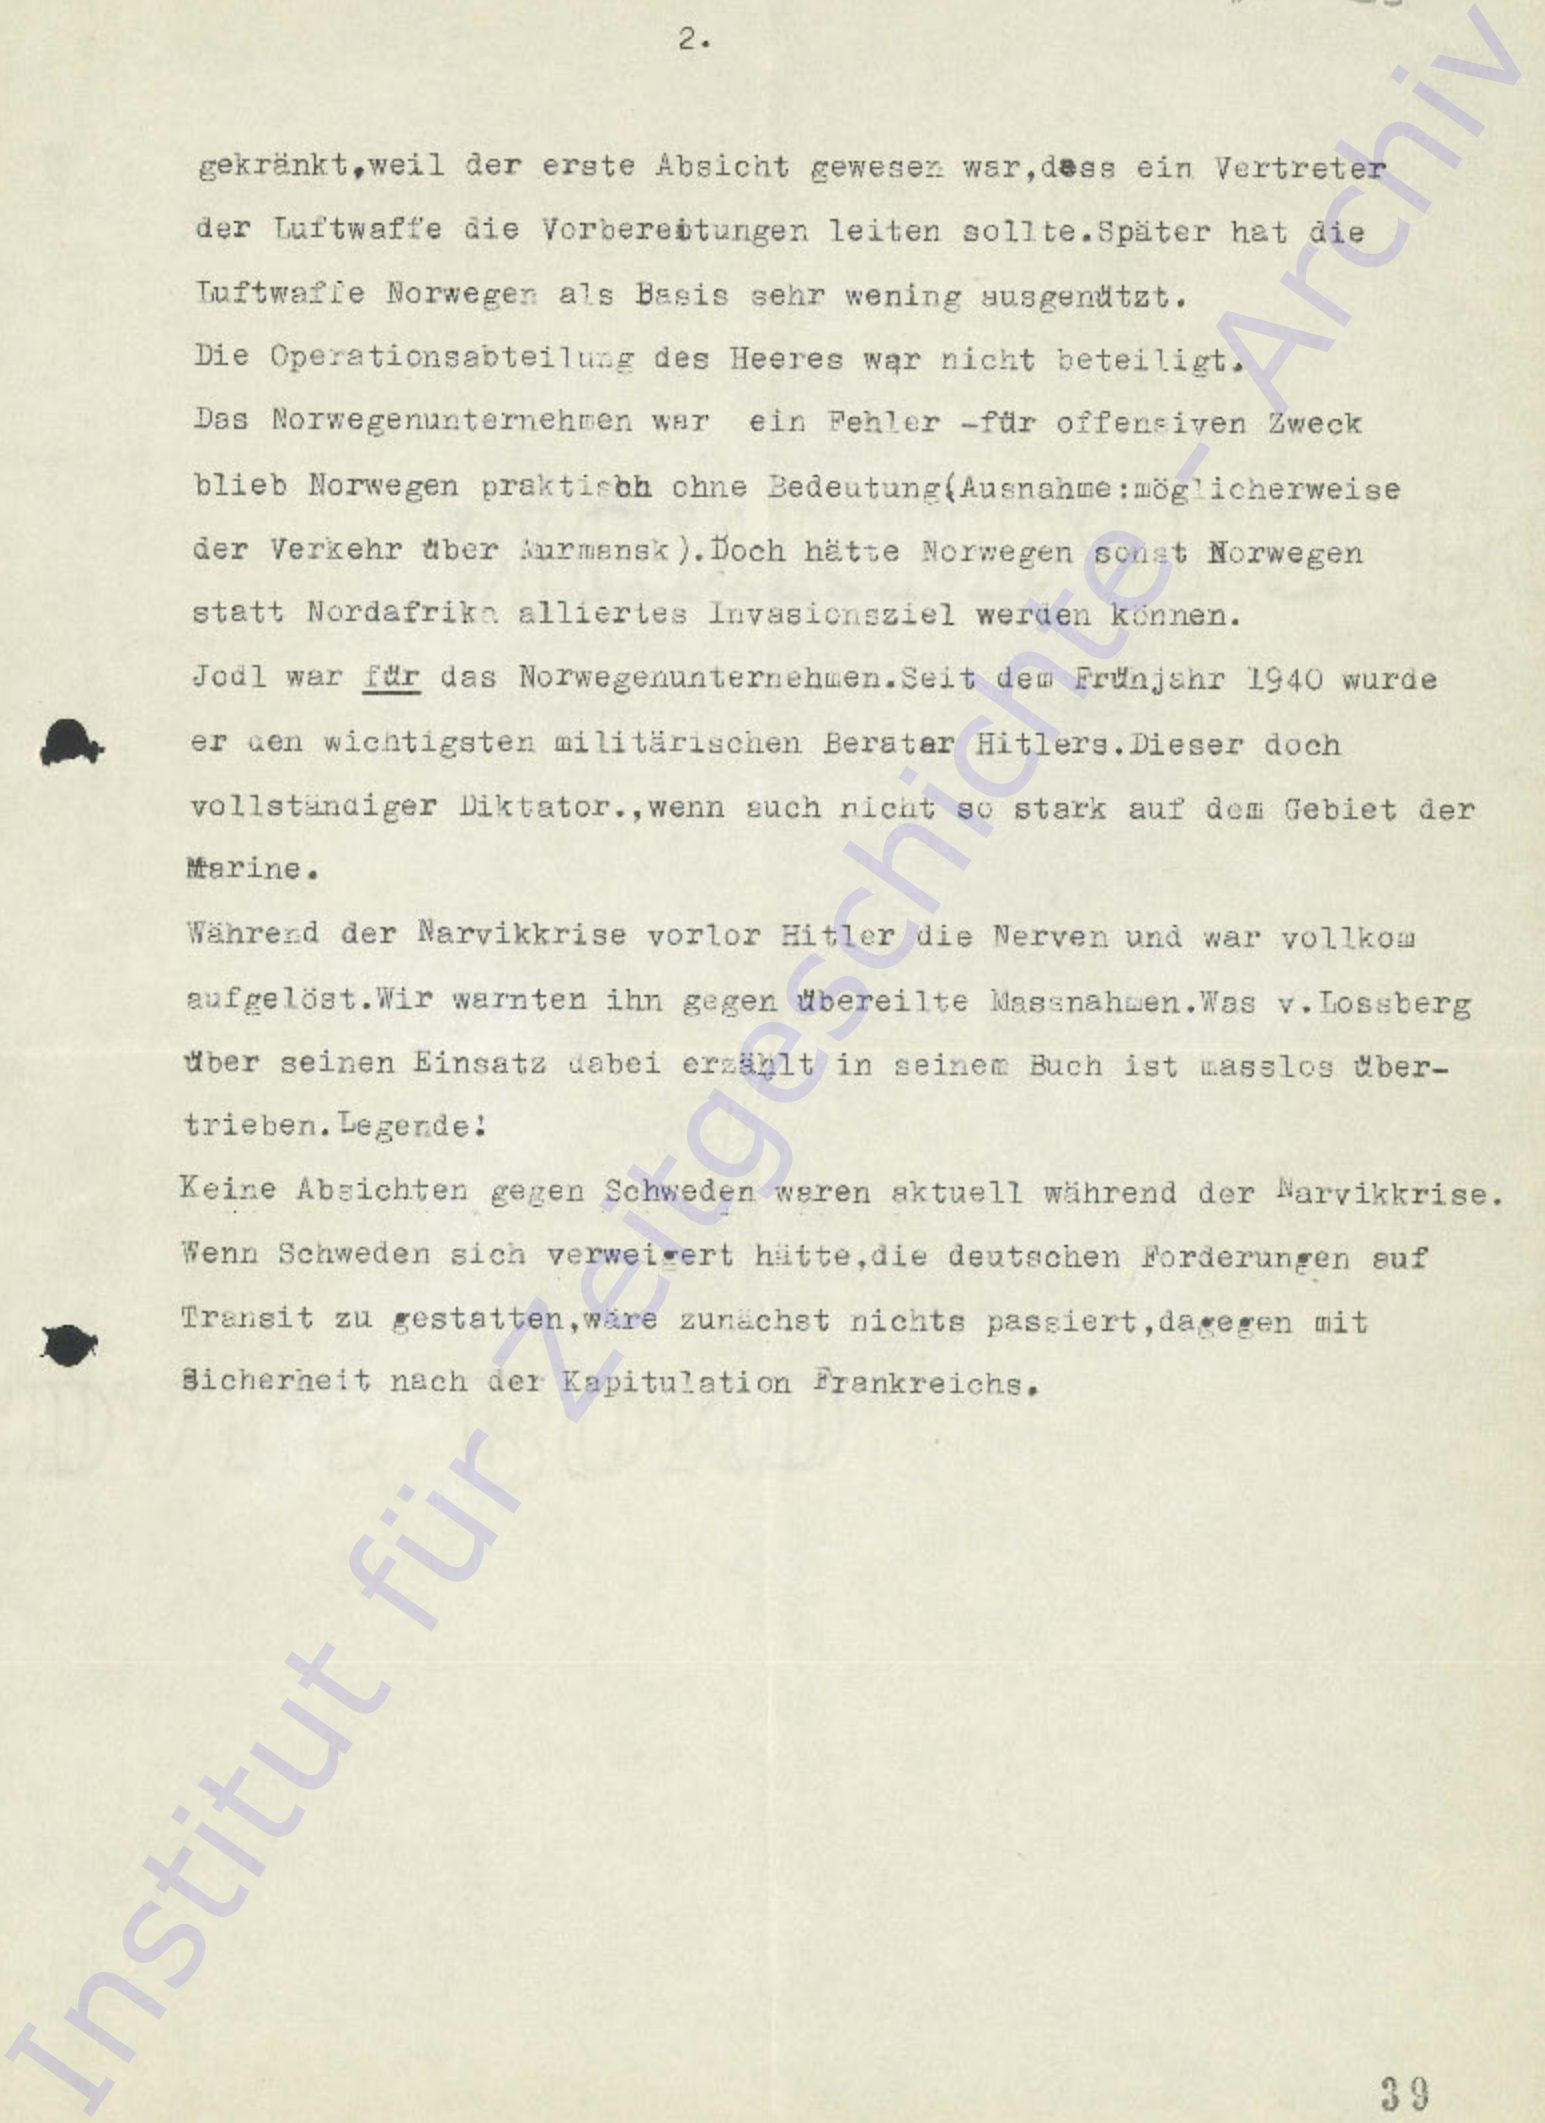 2.
gekränkt,weil der erste Absicht gewesen war,dass ein Vertreter
der Luftwaffe die Vorbereitungen leiten sollte.Später hat die
Luftwaffe Norwegen als Basis sehr wening ausgenützt.
Die Operationsabteilung des Heeres war nicht beteiligt.
Das Norwegenunternehmen war ein Fehler -für offensiven Zweck
blieb Norwegen praktisch ohne Bedeutung(Ausnahme:möglicherweise
der Verkehr über Murmansk).Doch hätte Norwegen sonst Norwegen
statt Nordafrika alliertes Invasionsziel werden können.
Jodl war für das Norwegenunternehmen.Seit dem Frühjahr 1940 wurde
er den wichtigsten militärischen Berater Hitlers.Dieser doch
vollständiger Diktator.,wenn auch nicht so stark auf dem Gebiet der
Marine.
Während der Narvikkrise vorlor Hitler die Nerven und war vollkom
aufgelöst.Wir warnten ihn gegen übereilte Massnahmen.Was v.Lossberg
über seinen Einsatz dabei erzählt in seinem Buch ist masslos über-
trieben.Legende!
Keine Absichten gegen Schweden waren aktuell während der Narvikkrise.
Wenn Schweden sich verweigert hätte,die deutschen Forderungen auf
Transit zu gestatten,wäre zunächst nichts passiert,dagegen mit
Sicherheit nach der Kapitulation Frankreichs.
Institut für Zeitgeschichte - Archiv
39